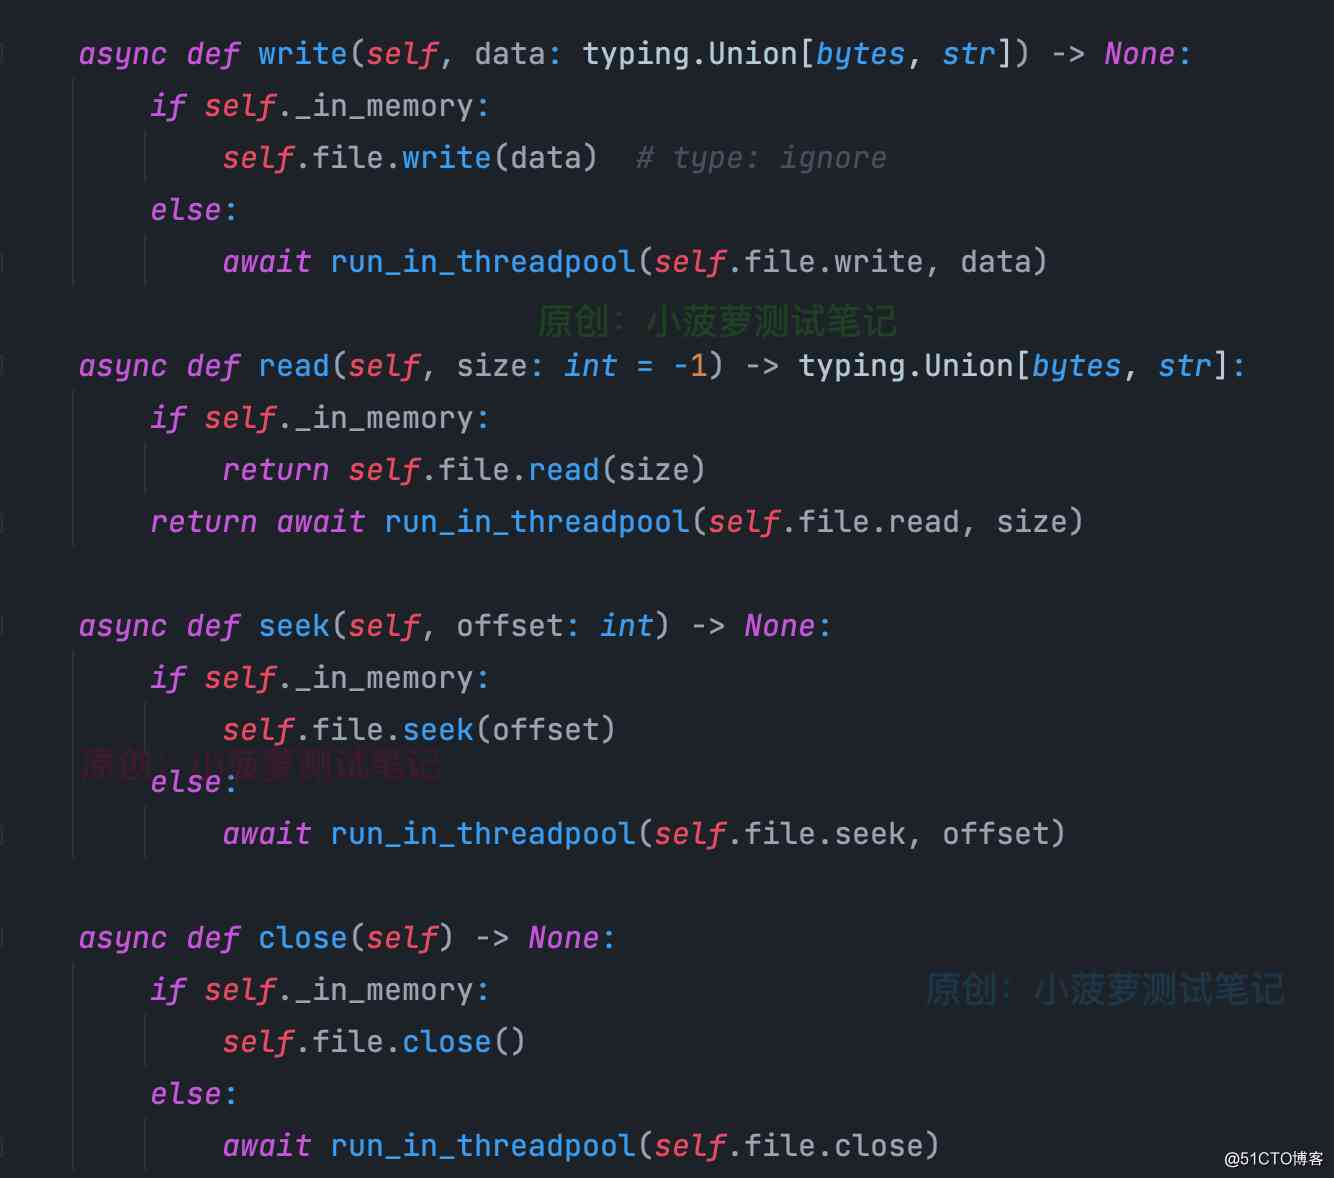 async def write(self, data: typing.Union[bytes, str]) -> None:
    if self._in_memory:
        self.file.write(data)  # type: ignore
    else:
        await run_in_threadpool(self.file.write, data)
原创：小菠萝测试笔记
async def read(self, size: int = -1) -> typing.Union[bytes, str]:
    if self._in_memory:
        return self.file.read(size)
    return await run_in_threadpool(self.file.read, size)
async def seek(self, offset: int) -> None:
    if self._in_memory:
        self.file.seek(offset)
原创：小菠萝测试笔记
    else:
        await run_in_threadpool(self.file.seek, offset)
async def close(self) -> None:
    if self._in_memory:
原创：小菠萝测试笔记
        self.file.close()
    else:
        await run_in_threadpool(self.file.close)
@51CTO博客